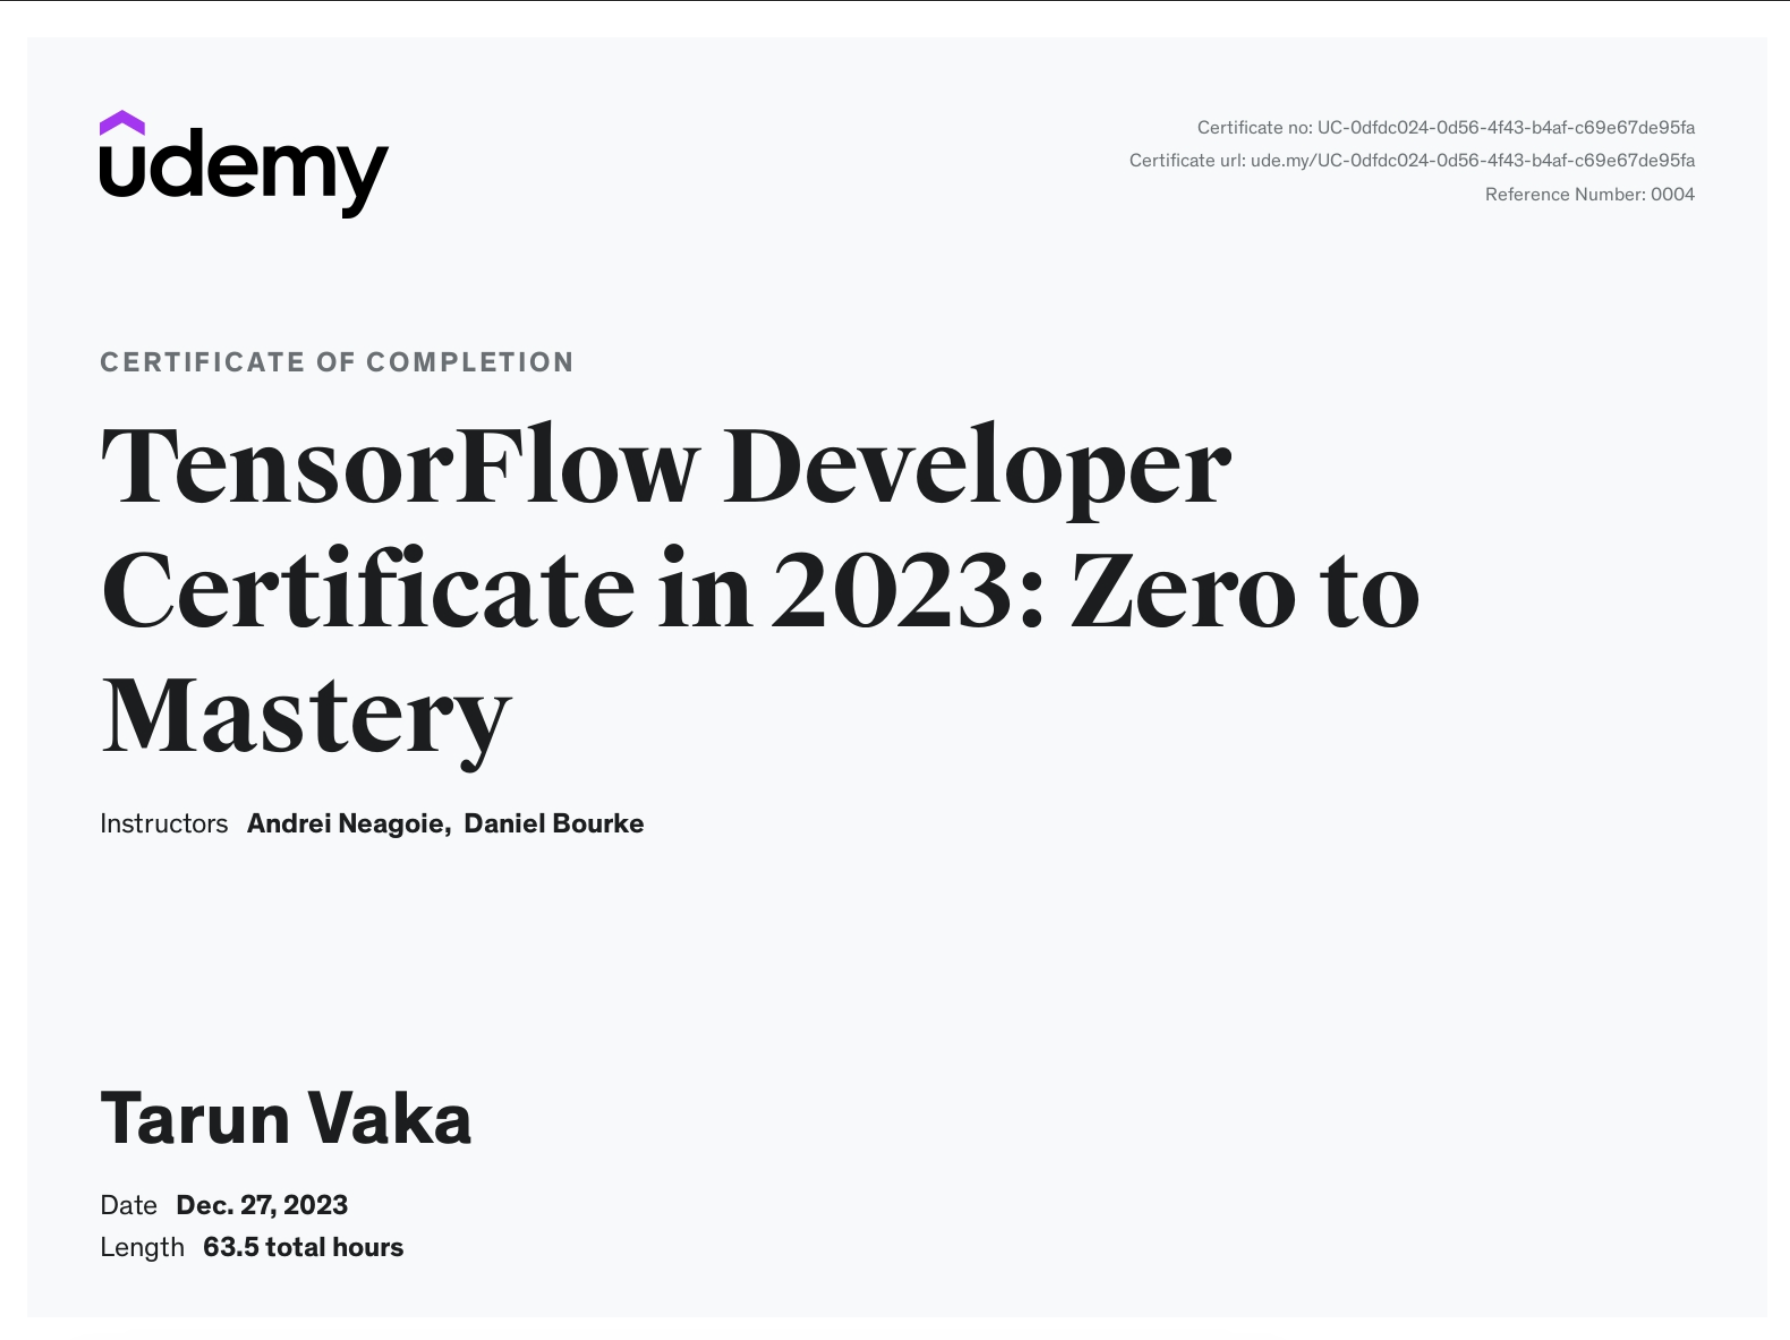 udemy
Certificate no: UC-0dfdc024-0d56-4f43-b4af-c69e67de95fa
Certificate url: ude.my/UC-0dfdc024-0d56-4f43-b4af-c69e67de95fa
Reference Number: 0004
CERTIFICATE OF COMPLETION
TensorFlow Developer
Certificate in 2023: Zero to
Mastery
Instructors Andrei Neagoie, Daniel Bourke
Tarun Vaka
Date Dec. 27, 2023
Length 63.5 total hours